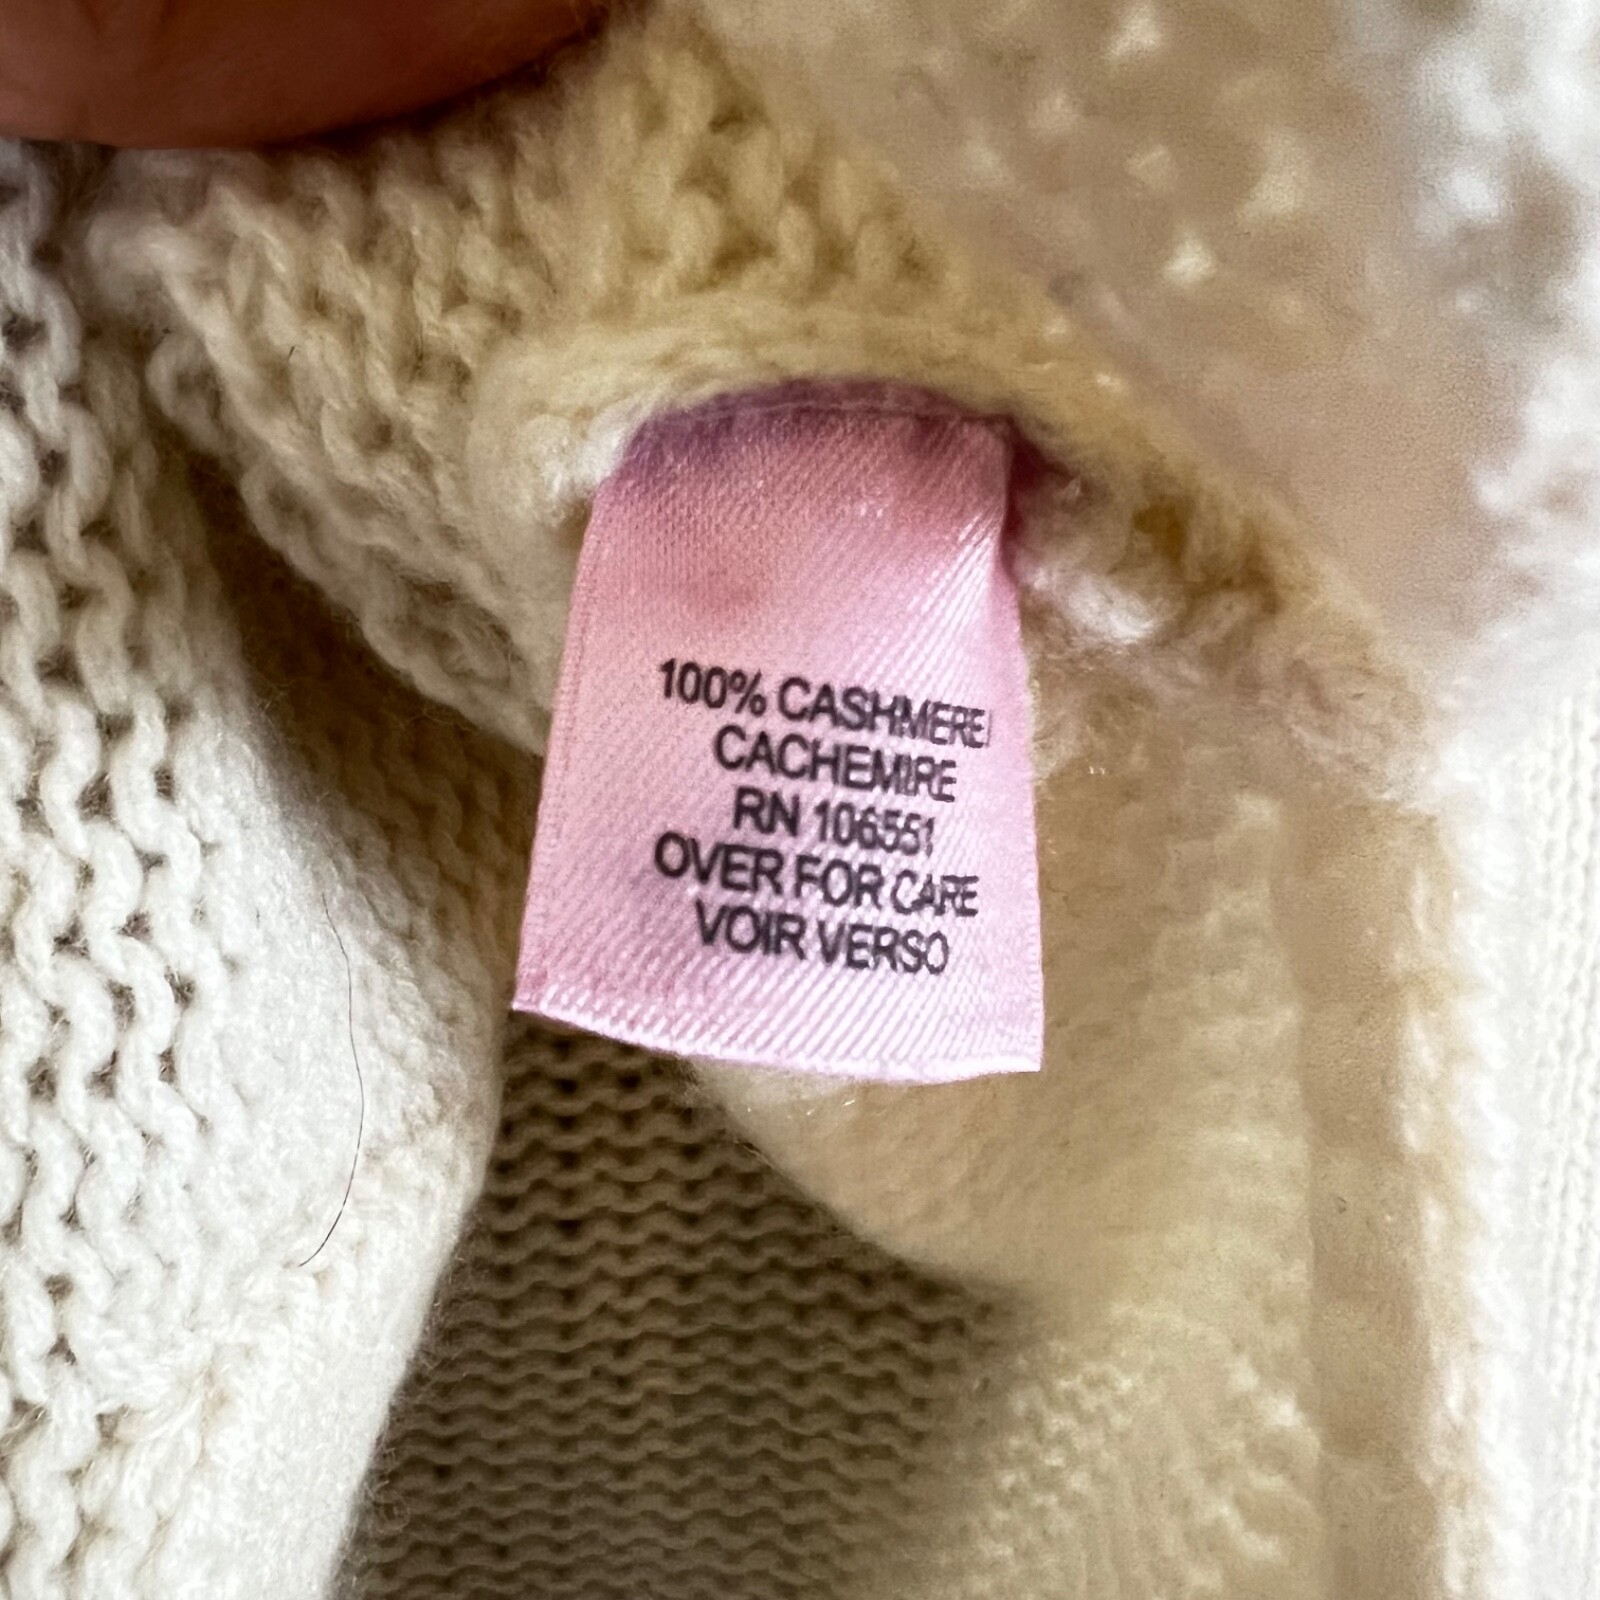 100% CASHMERE/
CACHEMIRE
RN 106551
OVER FOR CARE
VOIR VERSO